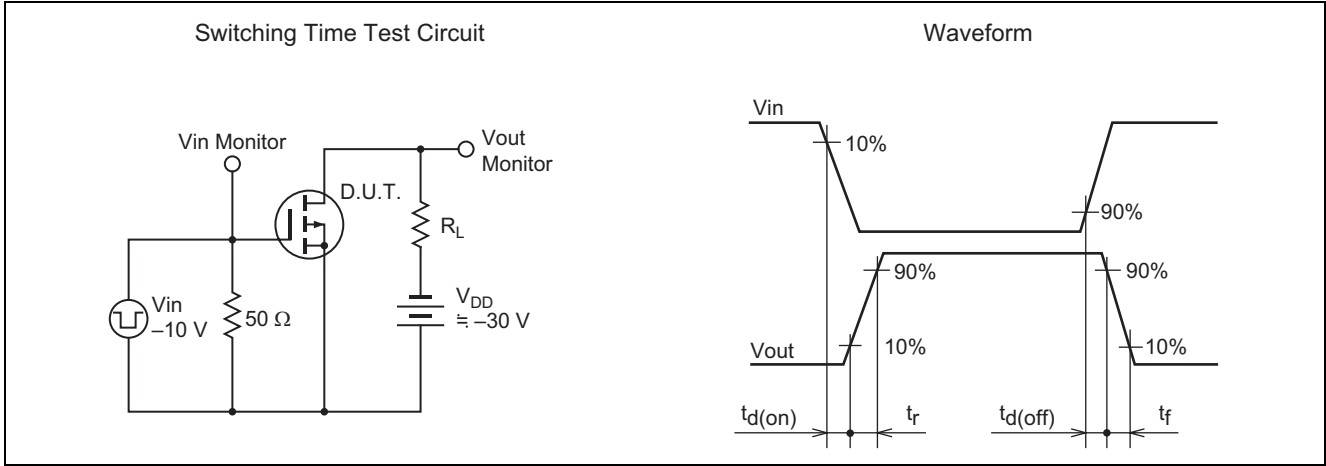 Switching Time Test Circuit
Vin Monitor
Vout
Monitor
D.U.T.
RL
Vin
–10 V
50 Ω
VDD
≒ –30 V
Waveform
Vin
10%
90%
90%
90%
Vout
10%
10%
td(on)
tr
td(off)
tf